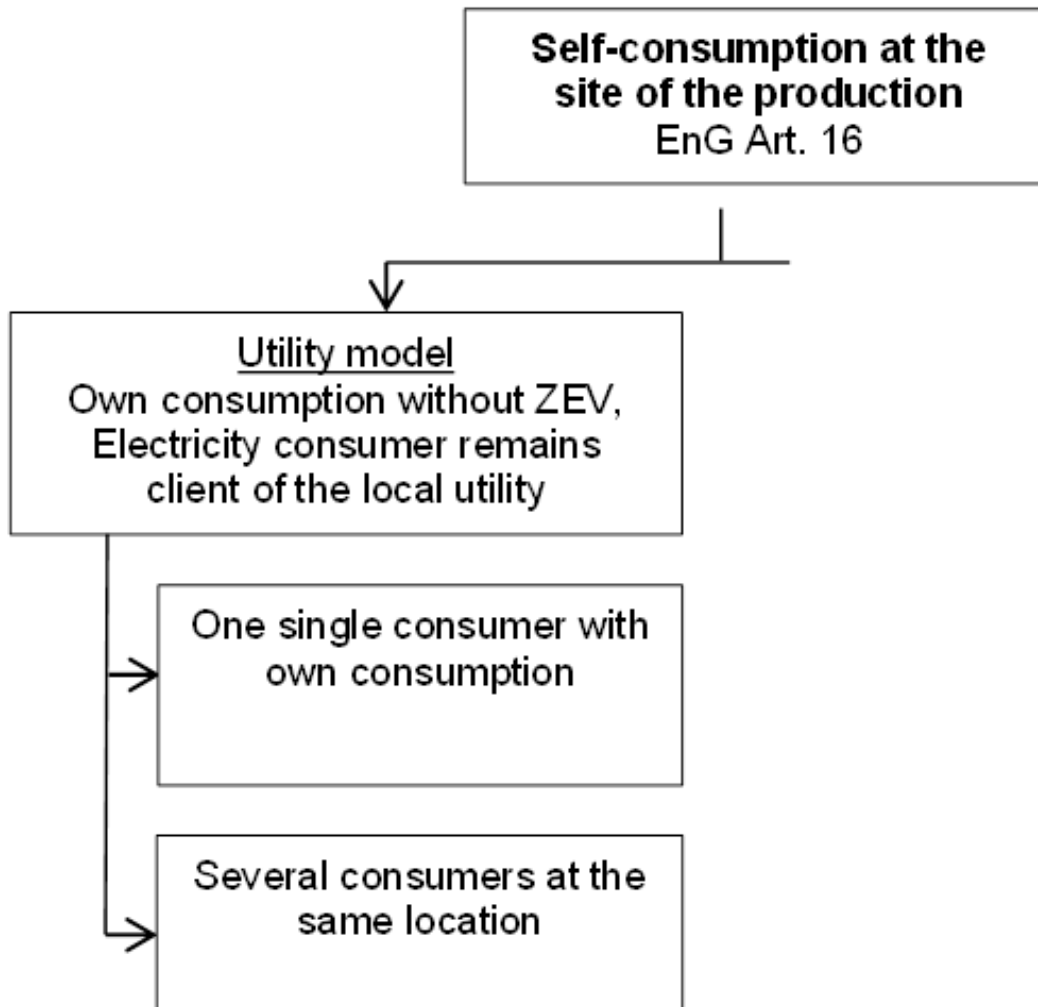 Self-consumption at the
site of the production
EnG Art. 16
Utility model
Own consumption without ZEV,
Electricity consumer remains
client of the local utility
One single consumer with
own consumption
Several consumers at the
same location